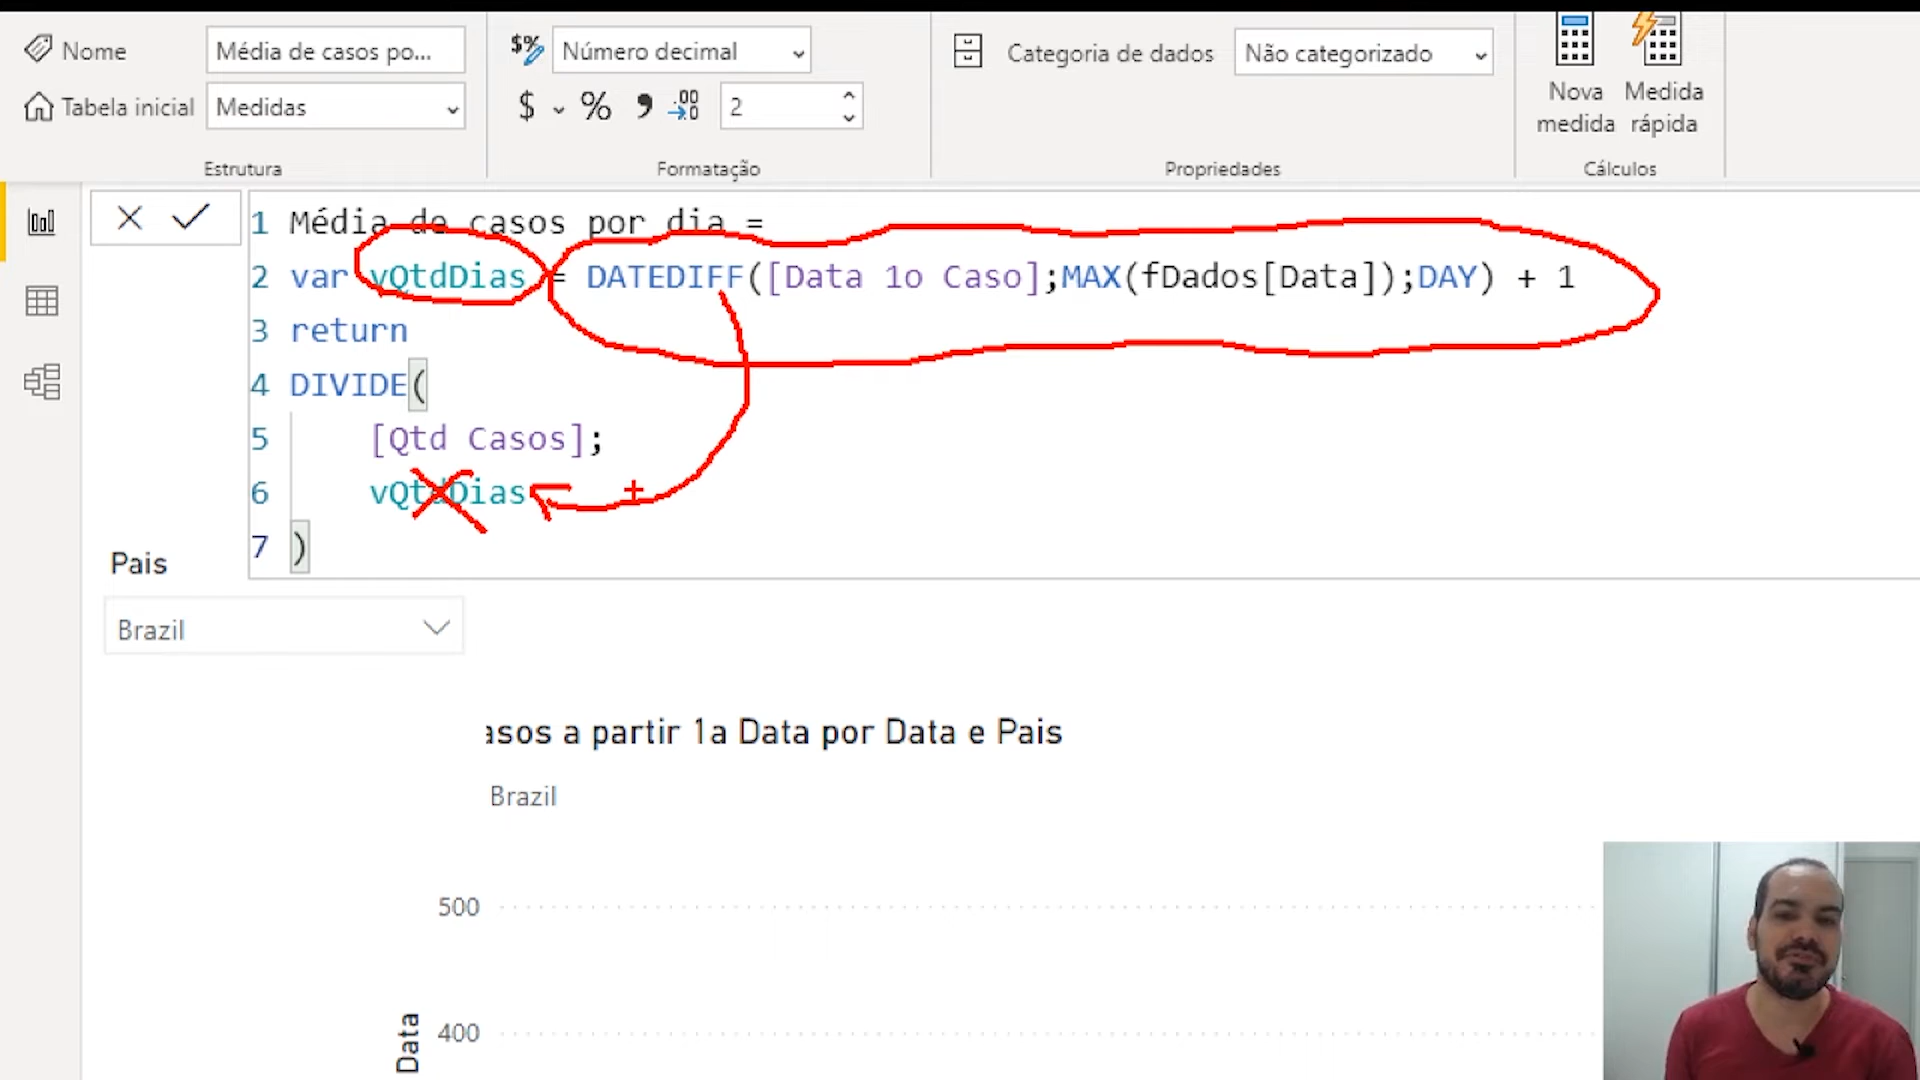 Nome
Média de casos po...
Número decimal
Categoria de dados
Não categorizado
Nova medida
Medida rápida
Tabela inicial
Medidas
$
%
2
Estrutura
Formatação
Propriedades
Cálculos
1 Média de casos por dia =
2 var vQtdDias = DATEDIFF([Data 1o Caso];MAX(fDados[Data]);DAY) + 1
3 return
4 DIVIDE(
5 [Qtd Casos];
6 vQtdDias
7 )
Pais
Brazil
asos a partir 1a Data por Data e Pais
Brazil
500
400
Data